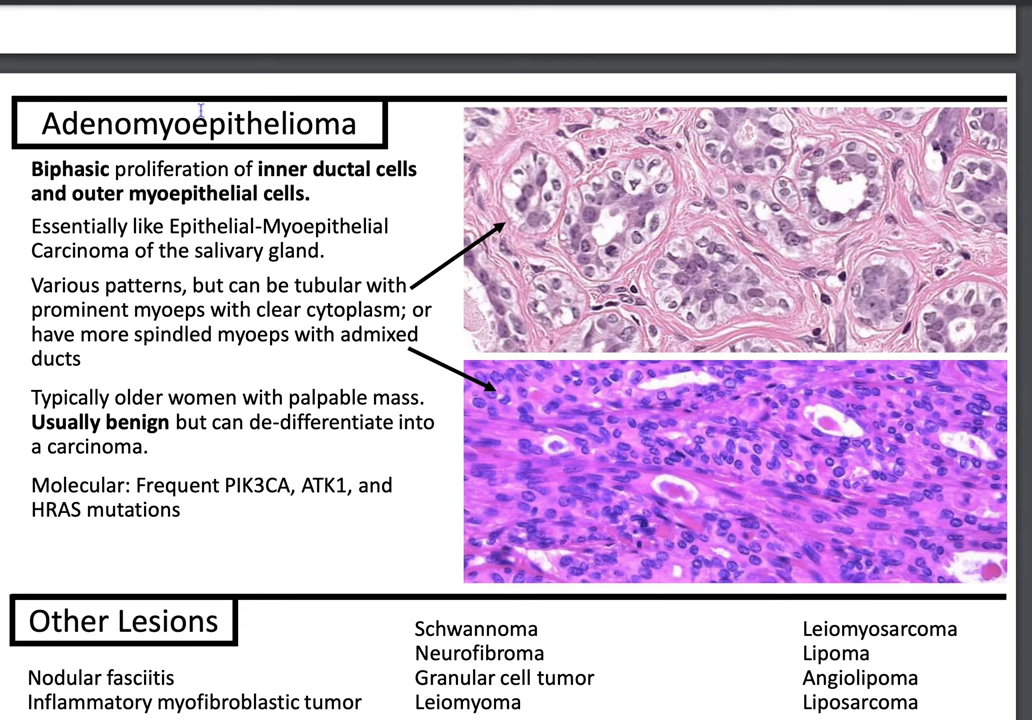 Adenomyoepithelioma
Biphasic proliferation of inner ductal cells
and outer myoepithelial cells.
Essentially like Epithelial-Myoepithelial
Carcinoma of the salivary gland.
Various patterns, but can be tubular with
prominent myoeps with clear cytoplasm; or
have more spindled myoeps with admixed
ducts
Typically older women with palpable mass.
Usually benign but can de-differentiate into
a carcinoma.
Molecular: Frequent PIK3CA, ATK1, and
HRAS mutations
Other Lesions
Nodular fasciitis
Inflammatory myofibroblastic tumor
Schwannoma
Neurofibroma
Granular cell tumor
Leiomyoma
Leiomyosarcoma
Lipoma
Angiolipoma
Liposarcoma